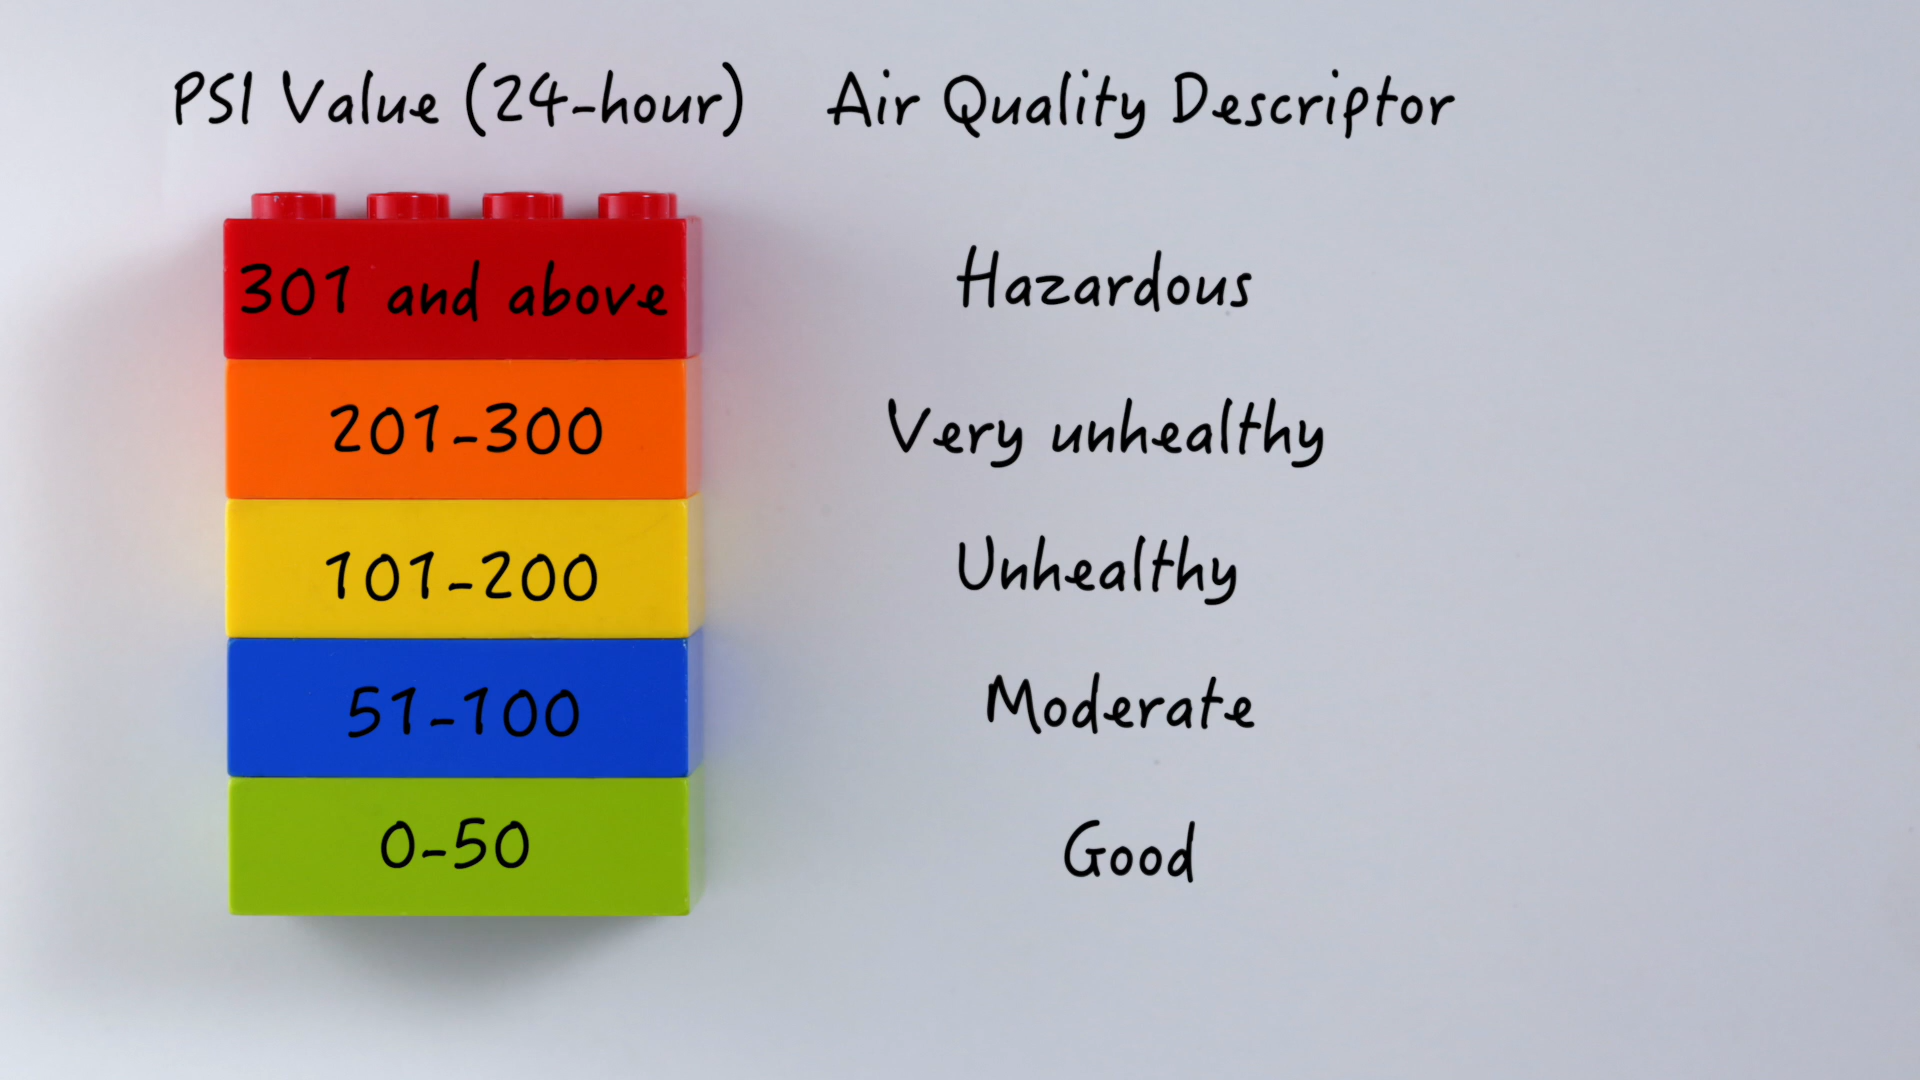 PSI Value (24-hour) Air Quality Descriptor
301 and above Hazardous
201-300 Very unhealthy
101-200 Unhealthy
51-100 Moderate
0-50 Good